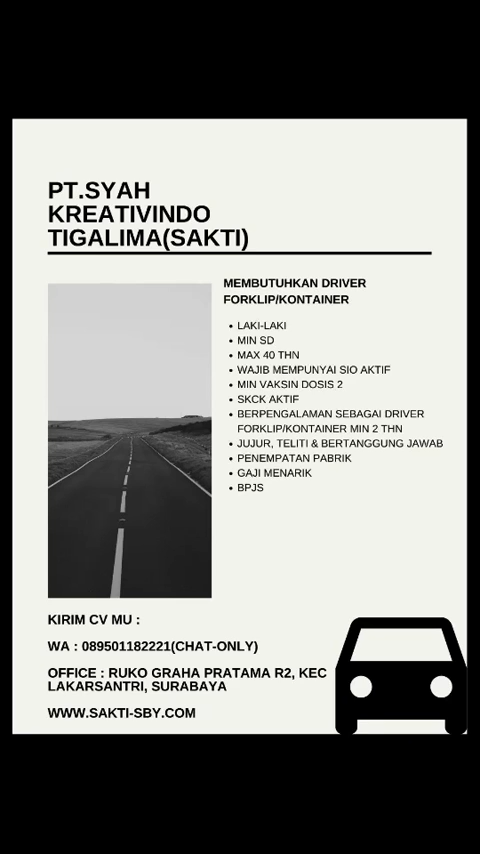 PT.SYAH
KREATIVINDO
TIGALIMA(SAKTI)
MEMBUTUHKAN DRIVER
FORKLIP/KONTAINER
• LAKI-LAKI
• MIN SD
• MAX 40 THN
• WAJIB MEMPUNYAI SIO AKTIF
• MIN VAKSIN DOSIS 2
• SKCK AKTIF
• BERPENGALAMAN SEBAGAI DRIVER
FORKLIP/KONTAINER MIN 2 THN
• JUJUR, TELITI & BERTANGGUNG JAWAB
• PENEMPATAN PABRIK
• GAJI MENARIK
• BPJS
KIRIM CV MU :
WA : 089501182221(CHAT-ONLY)
OFFICE : RUKO GRAHA PRATAMA R2, KEC
LAKARSANTRI, SURABAYA
WWW.SAKTI-SBY.COM